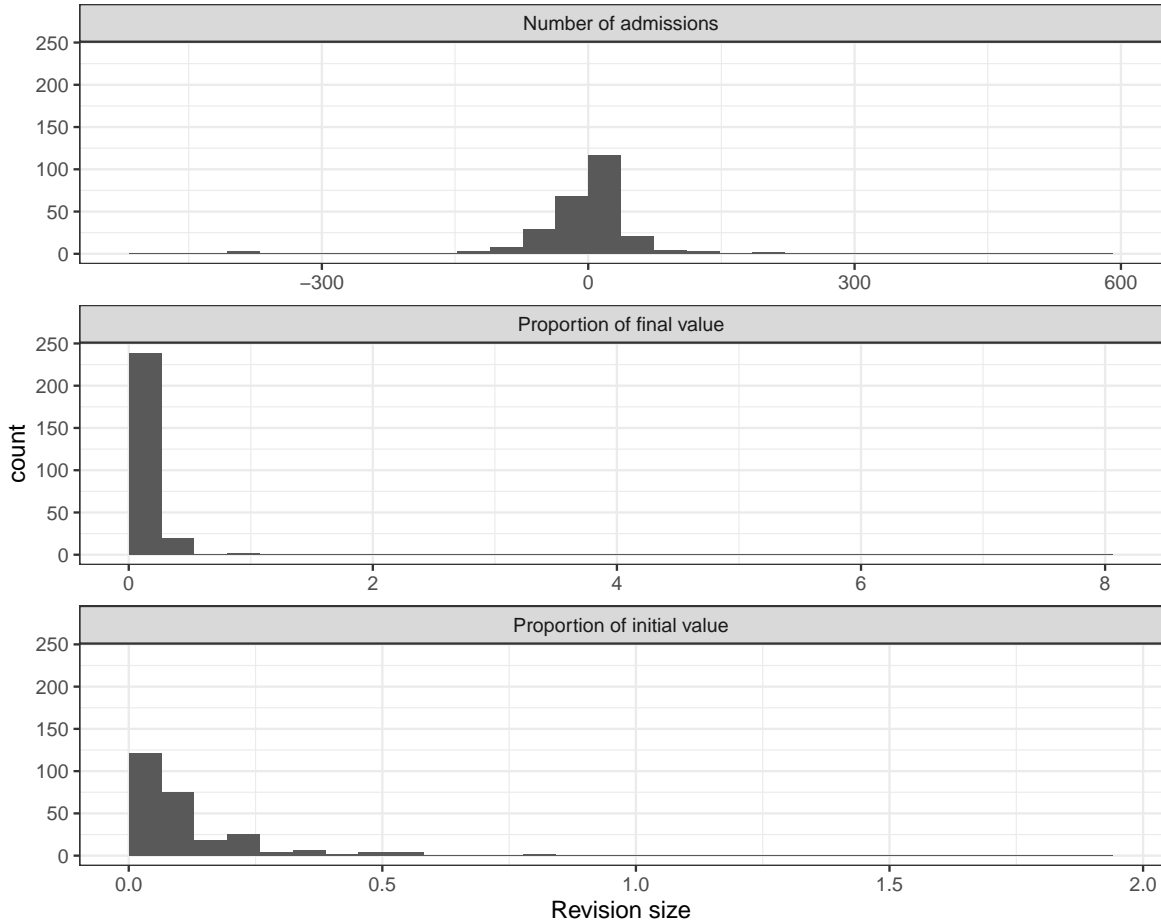 Number of admissions
250
200
150
100
50
0
−300 0 300 600
Proportion of final value
250
200
150
100
50
0
0 2 4 6 8
count
Proportion of initial value
250
200
150
100
50
0
0.0 0.5 1.0 1.5 2.0
Revision size